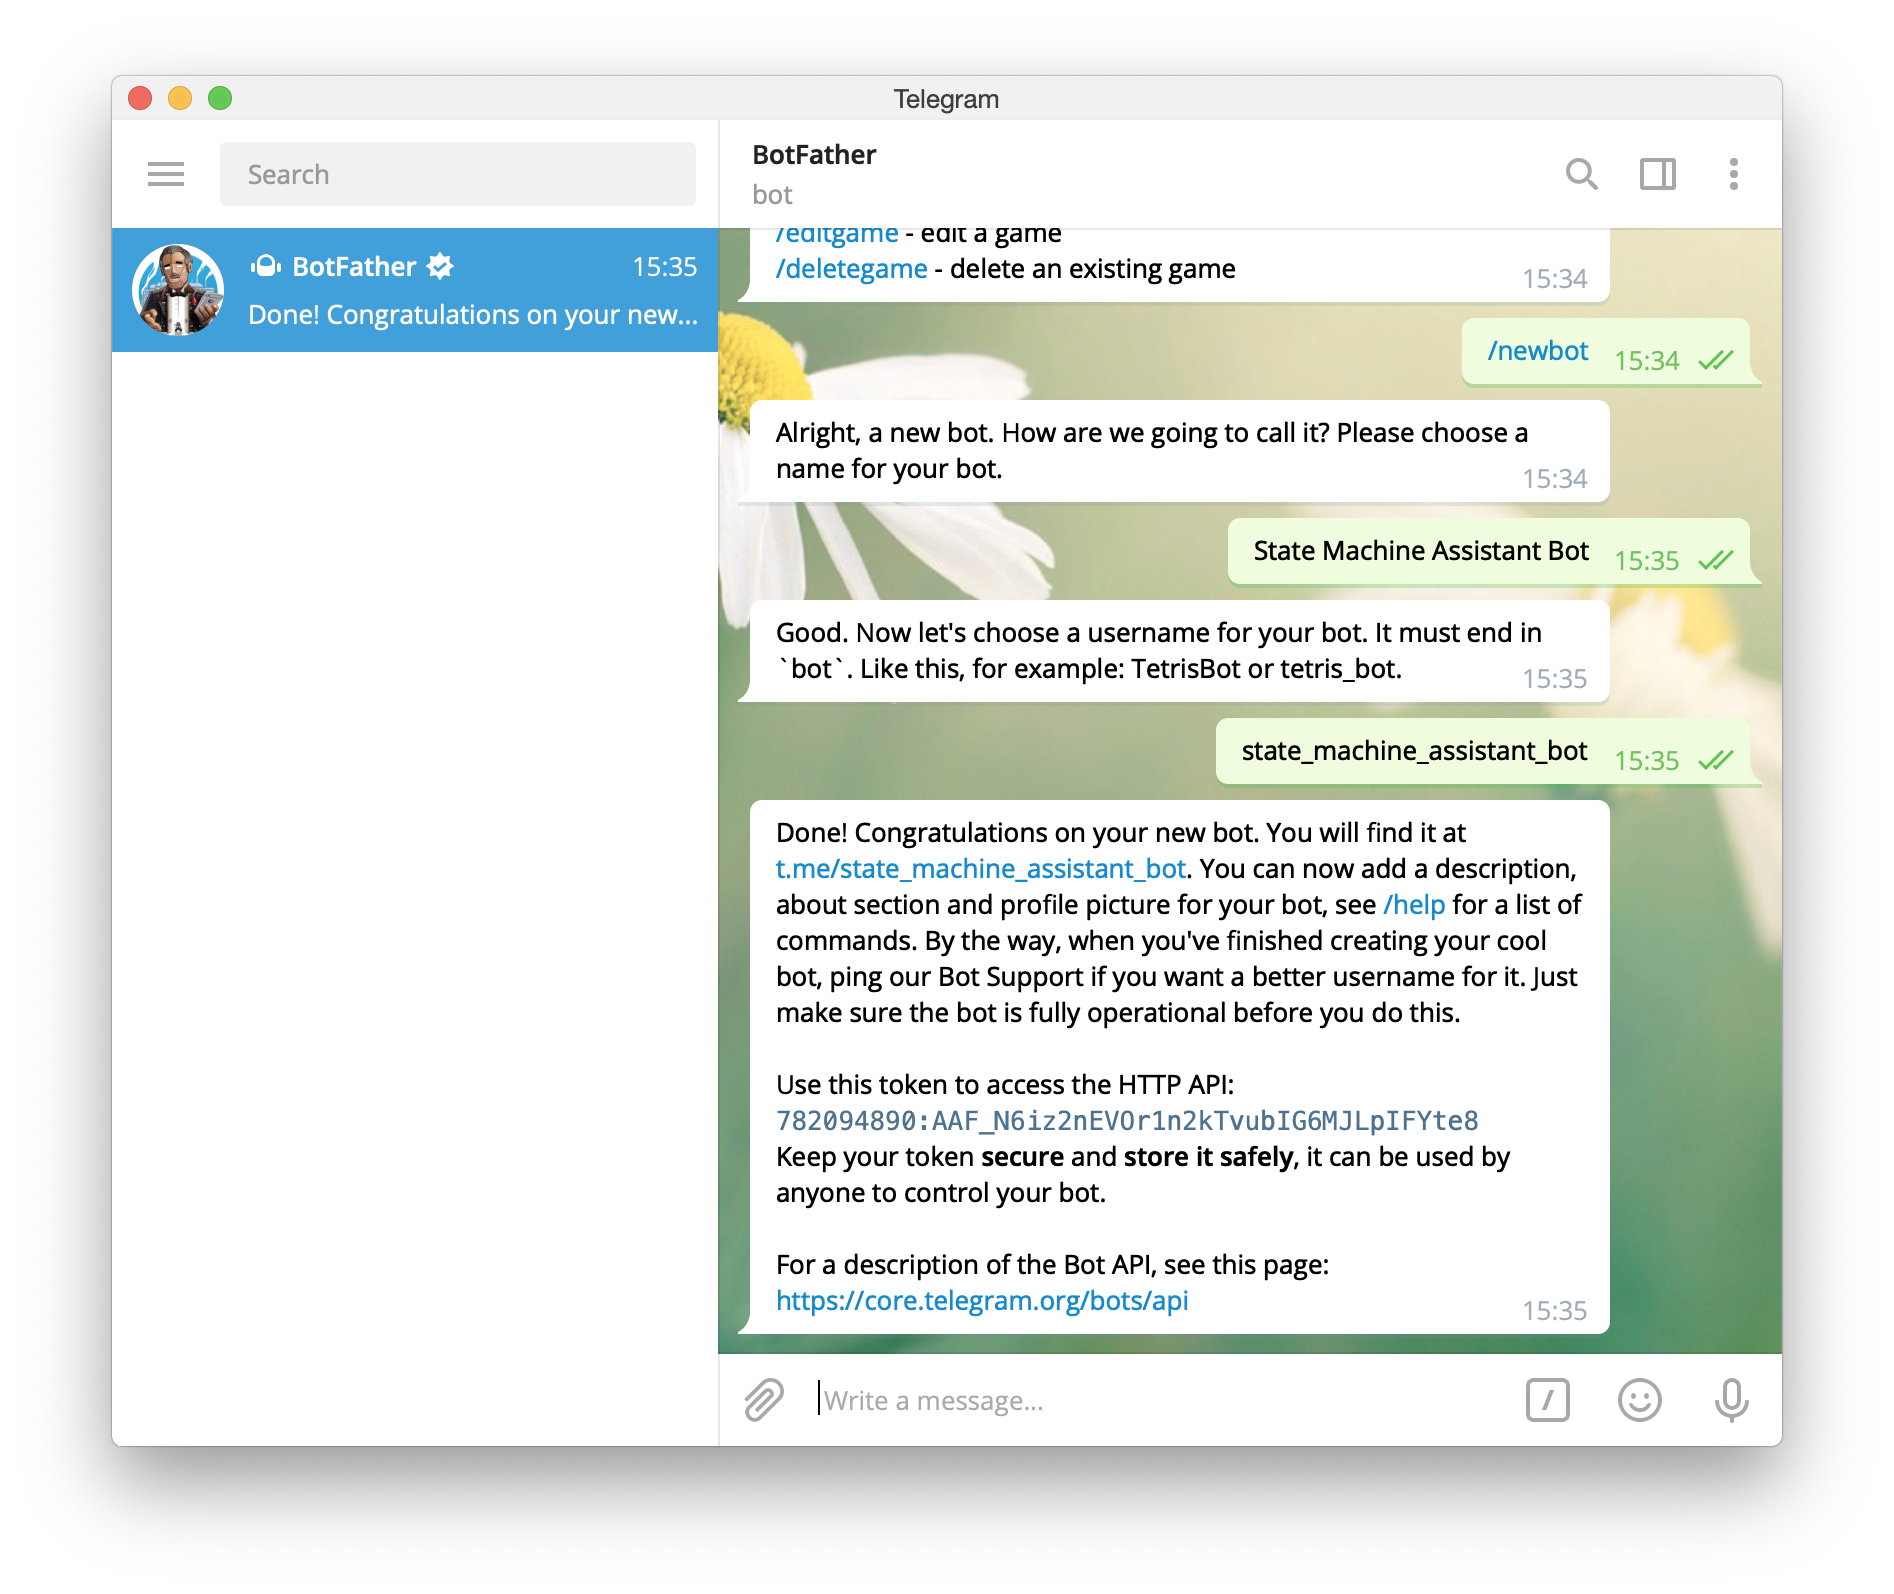 Telegram
Search
BotFather
bot
BotFather
15:35
Done! Congratulations on your new...
/editgame - edit a game
/deletegame - delete an existing game
15:34
/newbot
15:34
Alright, a new bot. How are we going to call it? Please choose a
name for your bot.
15:34
State Machine Assistant Bot
15:35
Good. Now let's choose a username for your bot. It must end in
`bot`. Like this, for example: TetrisBot or tetris_bot.
15:35
state_machine_assistant_bot
15:35
Done! Congratulations on your new bot. You will find it at
t.me/state_machine_assistant_bot. You can now add a description,
about section and profile picture for your bot, see /help for a list of
commands. By the way, when you've finished creating your cool
bot, ping our Bot Support if you want a better username for it. Just
make sure the bot is fully operational before you do this.
Use this token to access the HTTP API:
782094890:AAF_N6iz2nEVOr1n2kTvubIG6MJLpIFYte8
Keep your token secure and store it safely, it can be used by
anyone to control your bot.
For a description of the Bot API, see this page:
https://core.telegram.org/bots/api
15:35
Write a message...